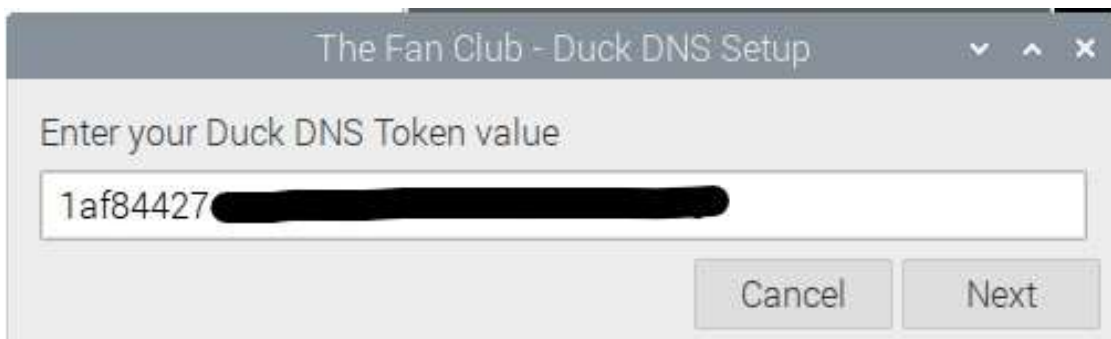 The Fan Club - Duck DNS Setup
Enter your Duck DNS Token value
1af84427
Cancel Next